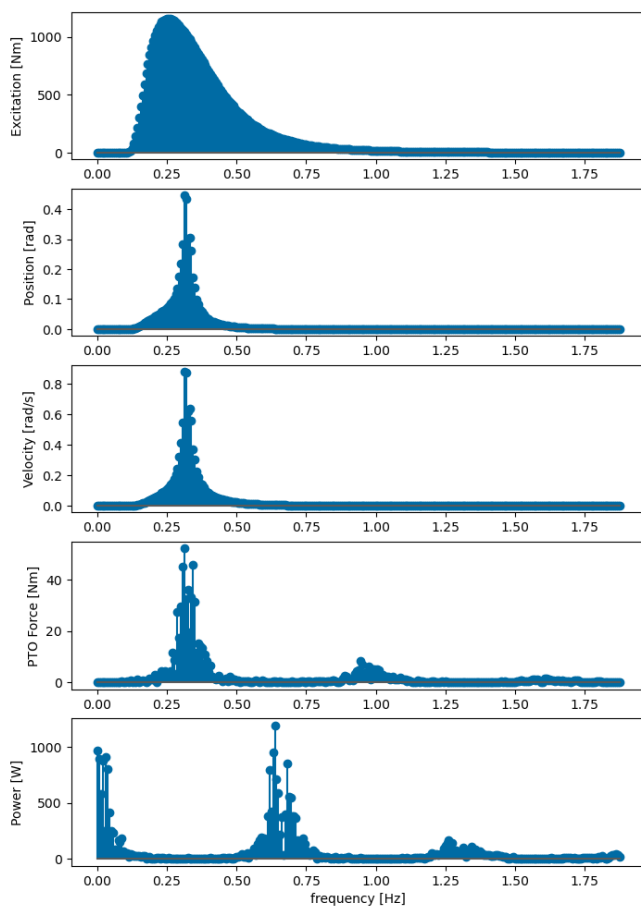 Excitation [Nm]
1000
500
0
0.00 0.25 0.50 0.75 1.00 1.25 1.50 1.75
Position [rad]
0.4
0.3
0.2
0.1
0.0
0.00 0.25 0.50 0.75 1.00 1.25 1.50 1.75
Velocity [rad/s]
0.8
0.6
0.4
0.2
0.0
0.00 0.25 0.50 0.75 1.00 1.25 1.50 1.75
PTO Force [Nm]
40
20
0
0.00 0.25 0.50 0.75 1.00 1.25 1.50 1.75
Power [W]
1000
500
0
0.00 0.25 0.50 0.75 1.00 1.25 1.50 1.75
frequency [Hz]